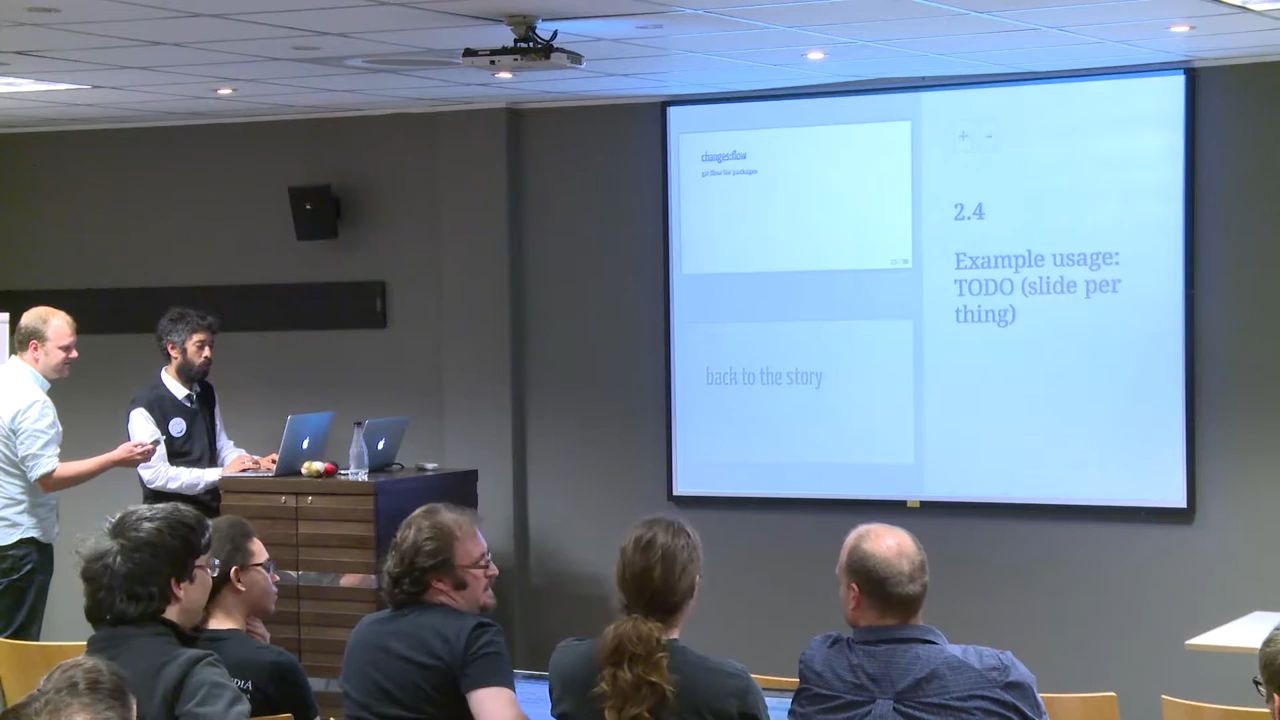 changes:flow
git flow for packages
+ -
2.4
Example usage:
TODO (slide per
thing)
back to the story